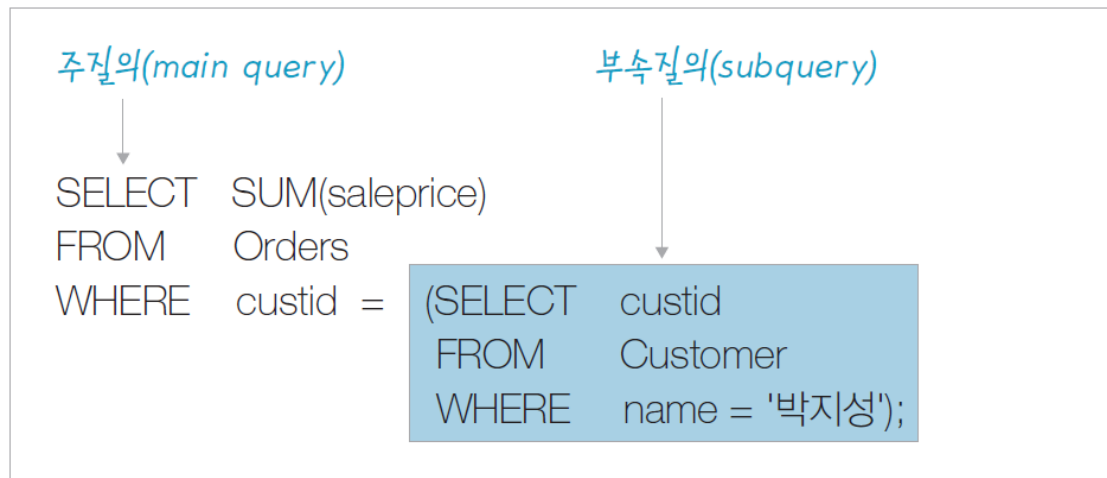 주질의(main query) 부속질의(subquery)
SELECT SUM(saleprice)
FROM Orders
WHERE custid = (SELECT custid
FROM Customer
WHERE name = '박지성');